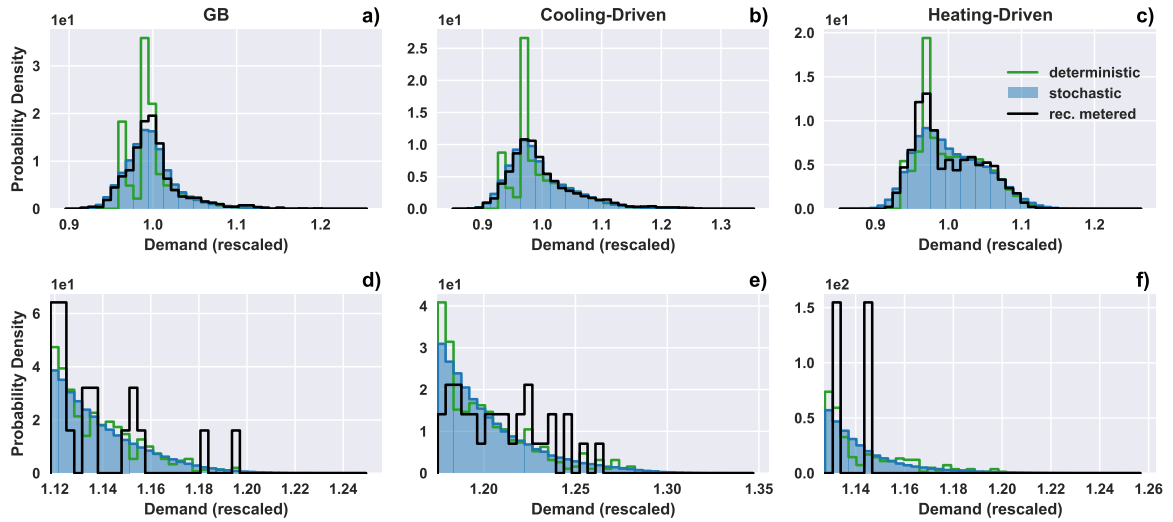 GB a)
Cooling-Driven b)
Heating-Driven c)
1e1
1e1
1e1
Probability Density
3
2
1
0
0.9 1.0 1.1 1.2
Demand (rescaled)
2.5
2.0
1.5
1.0
0.5
0.0
0.9 1.0 1.1 1.2 1.3
Demand (rescaled)
2.0
1.5
1.0
0.5
0.0
0.9 1.0 1.1 1.2
Demand (rescaled)
deterministic
stochastic
rec. metered
d)
e)
f)
1e1
1e1
1e2
Probability Density
6
4
2
0
1.12 1.14 1.16 1.18 1.20 1.22 1.24
Demand (rescaled)
4
3
2
1
0
1.20 1.25 1.30 1.35
Demand (rescaled)
1.5
1.0
0.5
0.0
1.14 1.16 1.18 1.20 1.22 1.24 1.26
Demand (rescaled)